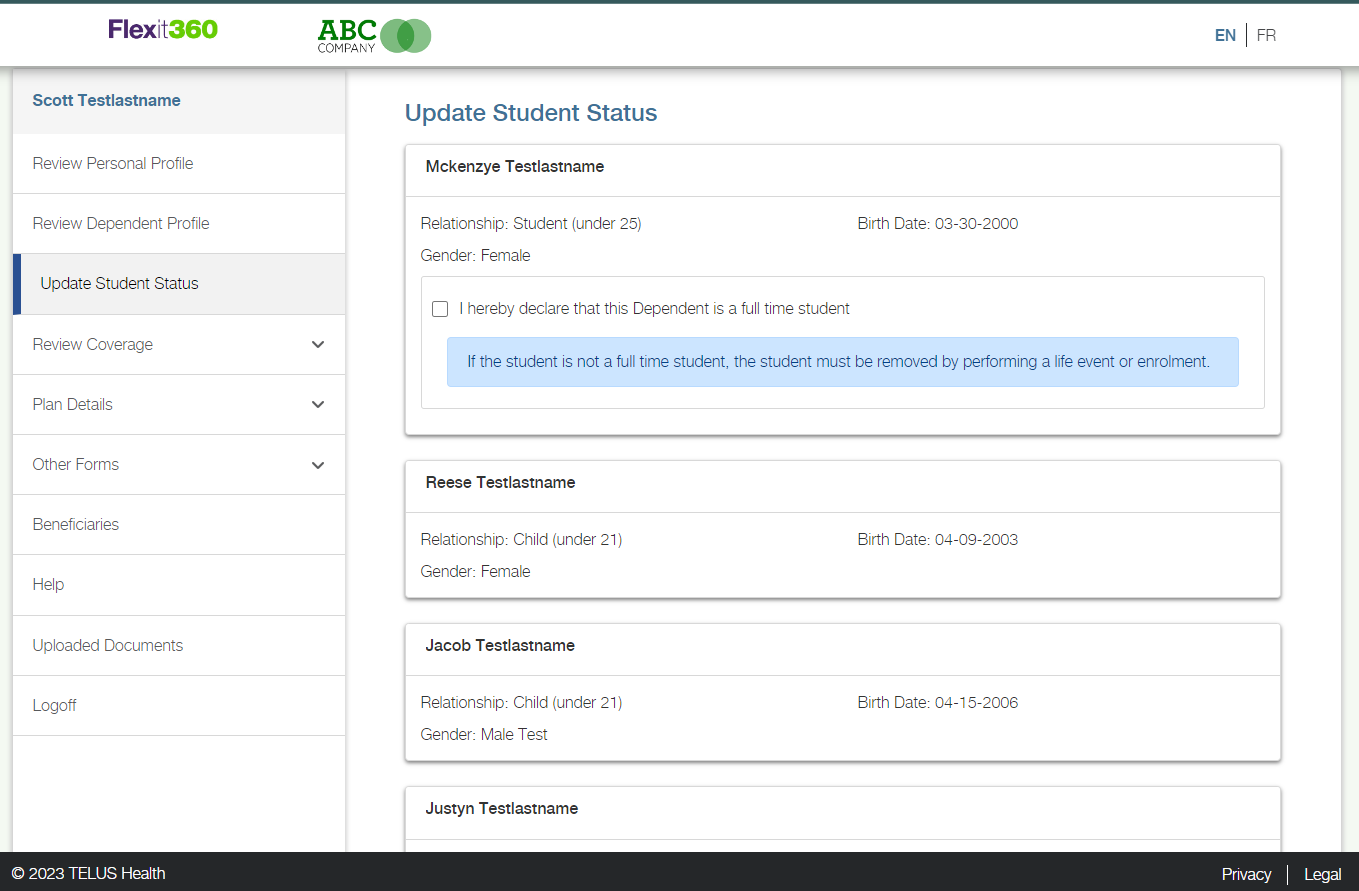 Flexit360
ABC
COMPANY
EN FR
Scott Testlastname
Review Personal Profile
Review Dependent Profile
Update Student Status
Review Coverage
Plan Details
Other Forms
Beneficiaries
Help
Uploaded Documents
Logoff
Update Student Status
Mckenzye Testlastname
Relationship: Student (under 25) Birth Date: 03-30-2000
Gender: Female
I hereby declare that this Dependent is a full time student
If the student is not a full time student, the student must be removed by performing a life event or enrolment.
Reese Testlastname
Relationship: Child (under 21) Birth Date: 04-09-2003
Gender: Female
Jacob Testlastname
Relationship: Child (under 21) Birth Date: 04-15-2006
Gender: Male Test
Justyn Testlastname
© 2023 TELUS Health
Privacy Legal